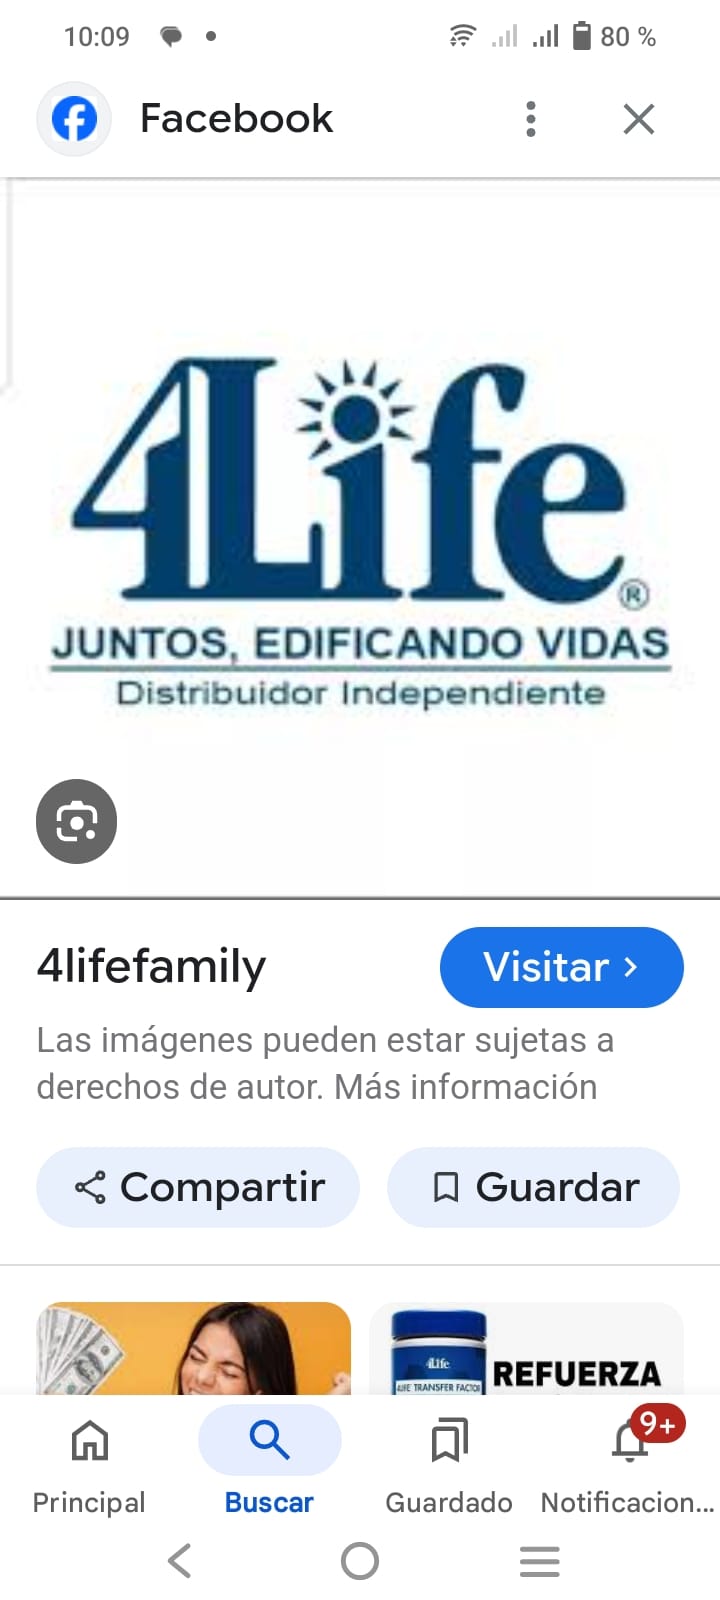 10:09
80 %
Facebook
4Life®
JUNTOS, EDIFICANDO VIDAS
Distribuidor Independiente
4lifefamily
Visitar
Las imágenes pueden estar sujetas a
derechos de autor. Más información
Compartir
Guardar
4Life
4LIFE TRANSFER FACTOR
REFUERZA
9+
Principal
Buscar
Guardado
Notificacion...